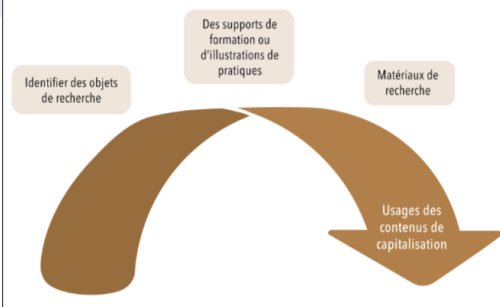 Des supports de
formation ou
d'illustrations de
pratiques
Identifier des objets
de recherche
Matériaux de
recherche
Usages des
contenus de
capitalisation